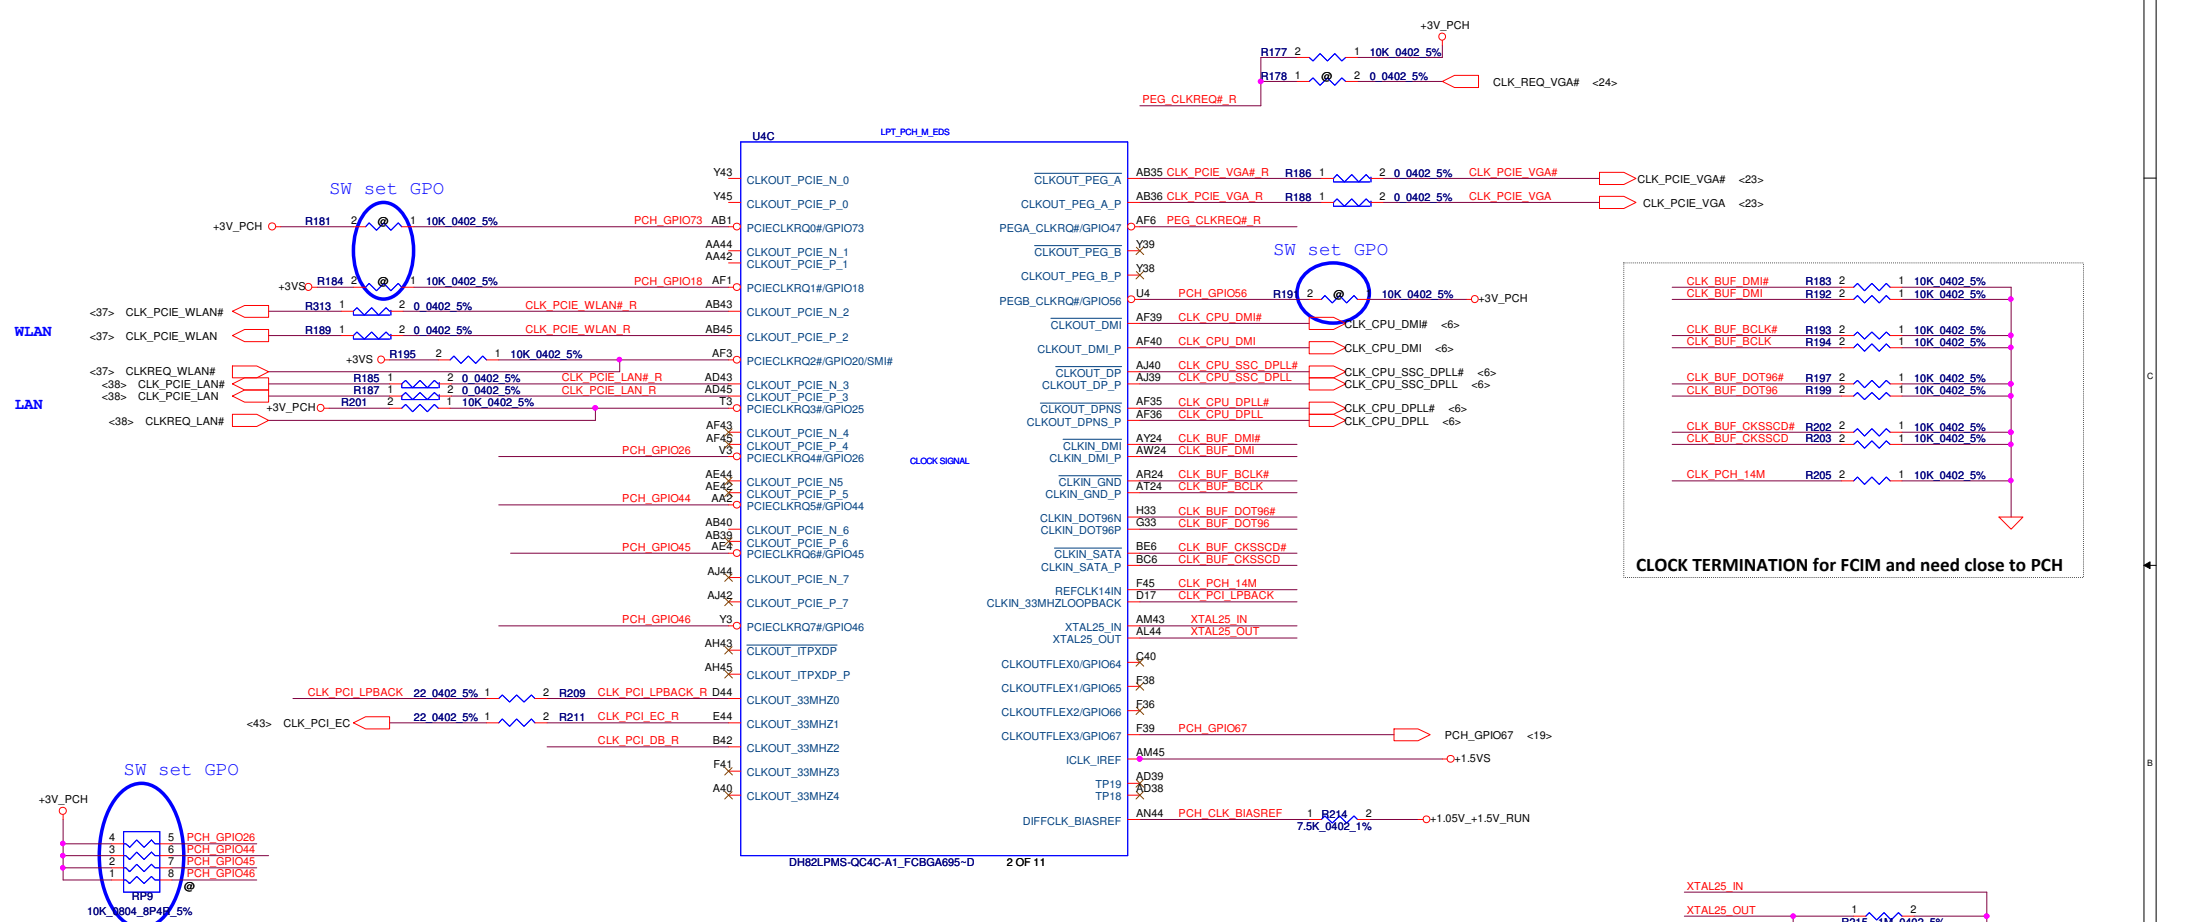 +3V_PCH
R177 2 1 10K_0402_5%
R178 1 @ 2 0_0402_5% CLK_REQ_VGA# <24>
PEG_CLKREQ#_R
U4C LPT_PCH_M_EDS
SW set GPO
+3V_PCH R181 2 @ 1 10K_0402_5% PCH_GPIO73 AB1
+3VS R184 2 @ 1 10K_0402_5% PCH_GPIO18 AF1
WLAN
<37> CLK_PCIE_WLAN# R313 1 2 0_0402_5% CLK_PCIE_WLAN#_R AB43
<37> CLK_PCIE_WLAN R189 1 2 0_0402_5% CLK_PCIE_WLAN_R AB45
+3VS R195 2 1 10K_0402_5% AF3
<37> CLKREQ_WLAN#
LAN
<38> CLK_PCIE_LAN# R185 1 2 0_0402_5% CLK_PCIE_LAN#_R AD43
<38> CLK_PCIE_LAN R187 1 2 0_0402_5% CLK_PCIE_LAN_R AD45
+3V_PCH R201 2 1 10K_0402_5% T3
<38> CLKREQ_LAN#
Y43 CLKOUT_PCIE_N_0
Y45 CLKOUT_PCIE_P_0
PCIECLKRQ0#/GPIO73
AA44 CLKOUT_PCIE_N_1
AA42 CLKOUT_PCIE_P_1
PCIECLKRQ1#/GPIO18
CLKOUT_PCIE_N_2
CLKOUT_PCIE_P_2
PCIECLKRQ2#/GPIO20/SMI#
CLKOUT_PCIE_N_3
CLKOUT_PCIE_P_3
PCIECLKRQ3#/GPIO25
AF43 CLKOUT_PCIE_N_4
AF45 CLKOUT_PCIE_P_4
PCH_GPIO26 V3 PCIECLKRQ4#/GPIO26
AE44 CLKOUT_PCIE_N5
AE42 CLKOUT_PCIE_P_5
PCH_GPIO44 AA2 PCIECLKRQ5#/GPIO44
AB40 CLKOUT_PCIE_N_6
AB39 CLKOUT_PCIE_P_6
PCH_GPIO45 AE4 PCIECLKRQ6#/GPIO45
AJ44 CLKOUT_PCIE_N_7
AJ42 CLKOUT_PCIE_P_7
PCH_GPIO46 Y3 PCIECLKRQ7#/GPIO46
AH43 CLKOUT_ITPXDP
AH45 CLKOUT_ITPXDP_P
CLK_PCI_LPBACK 22_0402_5% 1 2 R209 CLK_PCI_LPBACK_R D44 CLKOUT_33MHZ0
<43> CLK_PCI_EC 22_0402_5% 1 2 R211 CLK_PCI_EC_R E44 CLKOUT_33MHZ1
CLK_PCI_DB_R B42 CLKOUT_33MHZ2
F41 CLKOUT_33MHZ3
A40 CLKOUT_33MHZ4
CLOCK SIGNAL
CLKOUT_PEG_A AB35 CLK_PCIE_VGA#_R R186 1 2 0_0402_5% CLK_PCIE_VGA# CLK_PCIE_VGA# <23>
CLKOUT_PEG_A_P AB36 CLK_PCIE_VGA_R R188 1 2 0_0402_5% CLK_PCIE_VGA CLK_PCIE_VGA <23>
PEGA_CLKRQ#/GPIO47 AF6 PEG_CLKREQ#_R
CLKOUT_PEG_B Y39
SW set GPO
CLKOUT_PEG_B_P Y38
PEGB_CLKRQ#/GPIO56 U4 PCH_GPIO56 R191 2 @ 1 10K_0402_5% +3V_PCH
CLKOUT_DMI AF39 CLK_CPU_DMI# CLK_CPU_DMI# <6>
CLKOUT_DMI_P AF40 CLK_CPU_DMI CLK_CPU_DMI <6>
CLKOUT_DP AJ40 CLK_CPU_SSC_DPLL# CLK_CPU_SSC_DPLL# <6>
CLKOUT_DP_P AJ39 CLK_CPU_SSC_DPLL CLK_CPU_SSC_DPLL <6>
CLKOUT_DPNS AF35 CLK_CPU_DPLL# CLK_CPU_DPLL# <6>
CLKOUT_DPNS_P AF36 CLK_CPU_DPLL CLK_CPU_DPLL <6>
CLKIN_DMI AY24 CLK_BUF_DMI#
CLKIN_DMI_P AW24 CLK_BUF_DMI
CLKIN_GND AR24 CLK_BUF_BCLK#
CLKIN_GND_P AT24 CLK_BUF_BCLK
CLKIN_DOT96N H33 CLK_BUF_DOT96#
CLKIN_DOT96P G33 CLK_BUF_DOT96
CLKIN_SATA BE6 CLK_BUF_CKSSCD#
CLKIN_SATA_P BC6 CLK_BUF_CKSSCD
REFCLK14IN F45 CLK_PCH_14M
CLKIN_33MHZLOOPBACK D17 CLK_PCI_LPBACK
XTAL25_IN AM43 XTAL25_IN
XTAL25_OUT AL44 XTAL25_OUT
CLKOUTFLEX0/GPIO64 C40
CLKOUTFLEX1/GPIO65 F38
CLKOUTFLEX2/GPIO66 F36
CLKOUTFLEX3/GPIO67 F39 PCH_GPIO67 PCH_GPIO67 <19>
ICLK_IREF AM45 +1.5VS
TP19 AD39
TP18 AD38
DIFFCLK_BIASREF AN44 PCH_CLK_BIASREF 1 R214 2 +1.05V_+1.5V_RUN
7.5K_0402_1%
DH82LPMS-QC4C-A1_FCBGA695~D 2 OF 11
CLK_BUF_DMI# R183 2 1 10K_0402_5%
CLK_BUF_DMI R192 2 1 10K_0402_5%
CLK_BUF_BCLK# R193 2 1 10K_0402_5%
CLK_BUF_BCLK R194 2 1 10K_0402_5%
CLK_BUF_DOT96# R197 2 1 10K_0402_5%
CLK_BUF_DOT96 R199 2 1 10K_0402_5%
CLK_BUF_CKSSCD# R202 2 1 10K_0402_5%
CLK_BUF_CKSSCD R203 2 1 10K_0402_5%
CLK_PCH_14M R205 2 1 10K_0402_5%
CLOCK TERMINATION for FCIM and need close to PCH
C
B
SW set GPO
+3V_PCH
4 5 PCH_GPIO26
3 6 PCH_GPIO44
2 7 PCH_GPIO45
1 8 PCH_GPIO46
@
RP9
10K_0804_8P4R_5%
XTAL25_IN
XTAL25_OUT 1 2
R215 1M_0402_5%